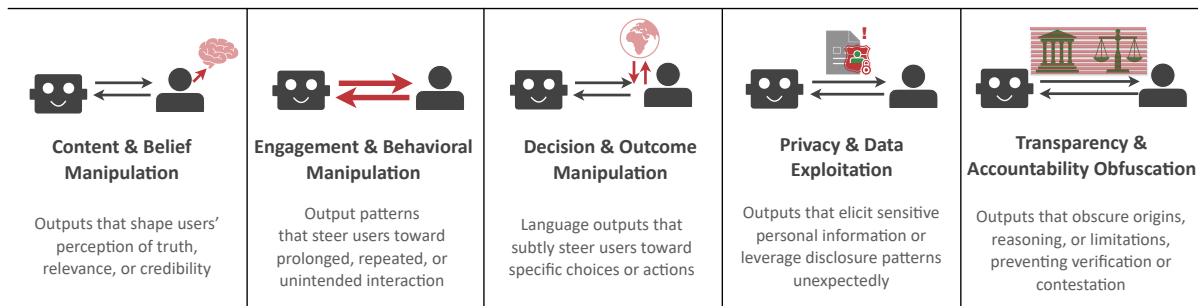 Content & Belief
Manipulation
Outputs that shape users’
perception of truth,
relevance, or credibility
Engagement & Behavioral
Manipulation
Output patterns
that steer users toward
prolonged, repeated, or
unintended interaction
Decision & Outcome
Manipulation
Language outputs that
subtly steer users toward
specific choices or actions
Privacy & Data
Exploitation
Outputs that elicit sensitive
personal information or
leverage disclosure patterns
unexpectedly
Transparency &
Accountability Obfuscation
Outputs that obscure origins,
reasoning, or limitations,
preventing verification or
contestation